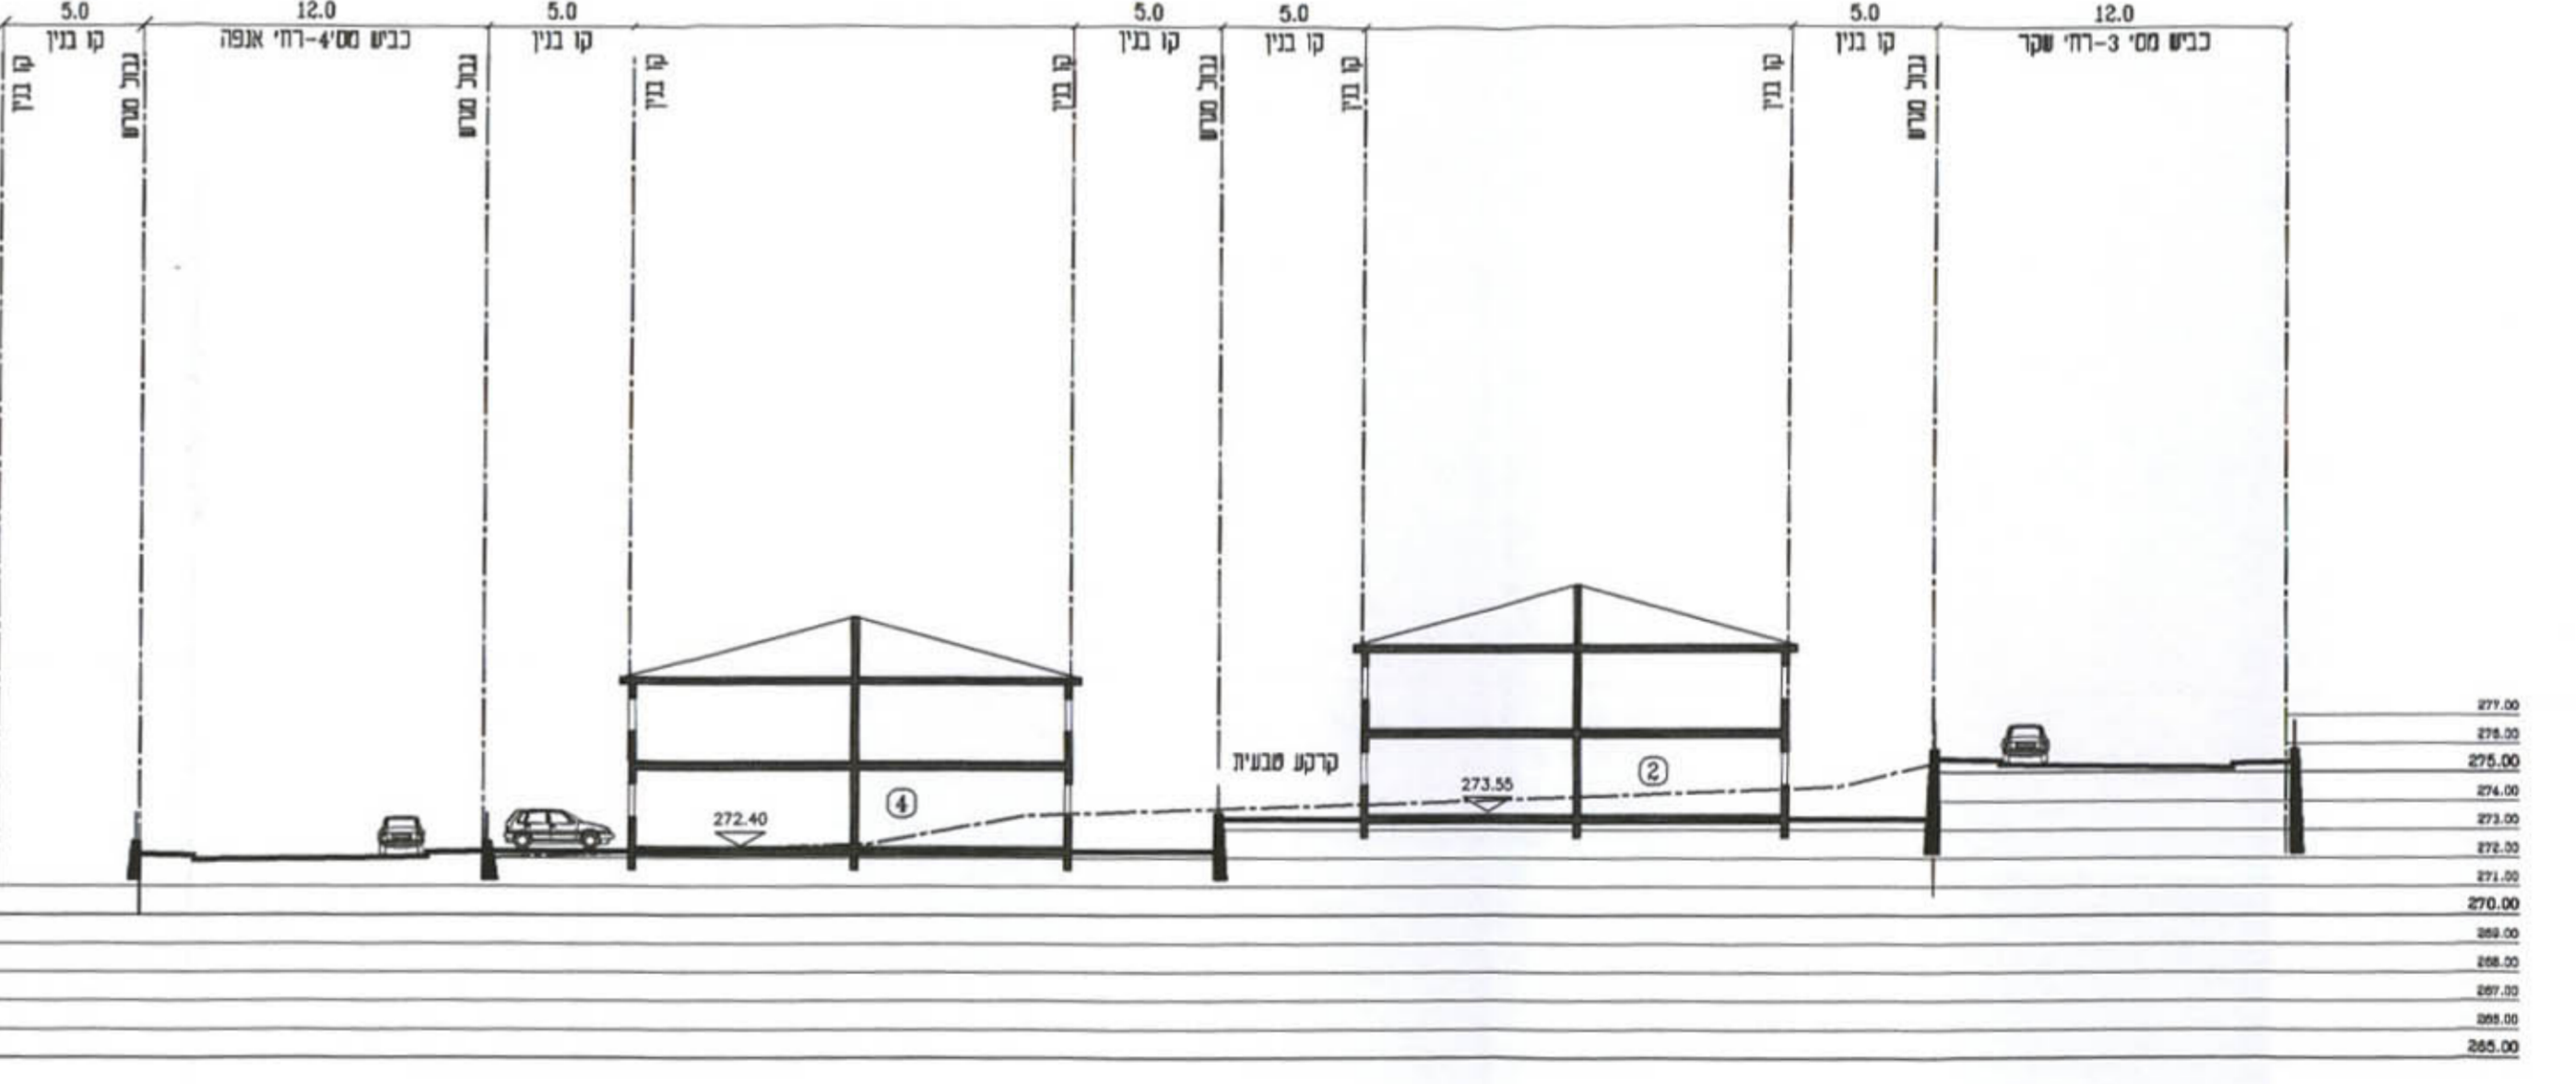 5.0
12.0
5.0
5.0
5.0
5.0
12.0
קו בנין
כביש מס' 4-רח' אנפה
קו בנין
קו בנין
קו בנין
קו בנין
כביש מס' 3-רח' שקר
קו בנין
גבול מגרש
גבול מגרש
קו בנין
קו בנין
גבול מגרש
קו בנין
קו בנין
גבול מגרש
277.00
276.00
קרקע טבעית
275.00
2
273.55
274.00
4
272.40
273.00
272.00
271.00
270.00
269.00
268.00
267.00
266.00
265.00